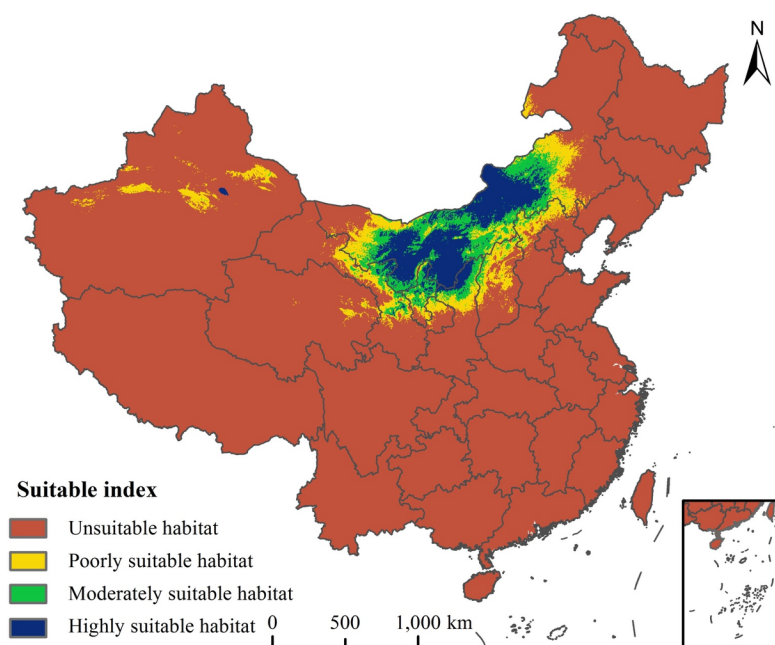 N
Suitable index
Unsuitable habitat
Poorly suitable habitat
Moderately suitable habitat
Highly suitable habitat
0 500 1,000 km